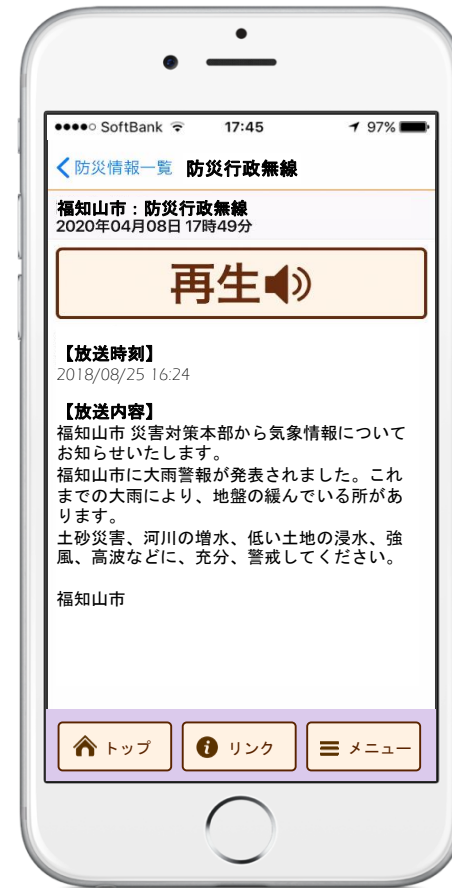 SoftBank 17:45 97%
防災情報一覧 防災行政無線
福知山市：防災行政無線
2020年04月08日 17時49分
再生
【放送時刻】
2018/08/25 16:24
【放送内容】
福知山市 災害対策本部から気象情報について
お知らせいたします。
福知山市に大雨警報が発表されました。これ
までの大雨により、地盤の緩んでいる所があ
ります。
土砂災害、河川の増水、低い土地の浸水、強
風、高波などに、充分、警戒してください。
福知山市
トップ リンク メニュー